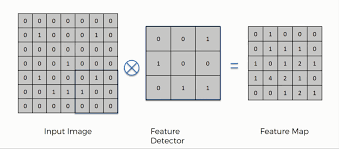 0 0 0 0 0 0 0
0 1 0 0 0 1 0
0 0 0 0 0 0 0
0 0 0 1 0 0 0
0 1 0 0 0 1 0
0 0 1 1 1 0 0
0 0 0 0 0 0 0
⊗
0 0 1
1 0 0
0 1 1
=
0 1 0 0 0
0 1 1 1 0
1 0 1 2 1
1 4 2 1 0
0 0 1 2 1
Input Image
Feature
Detector
Feature Map